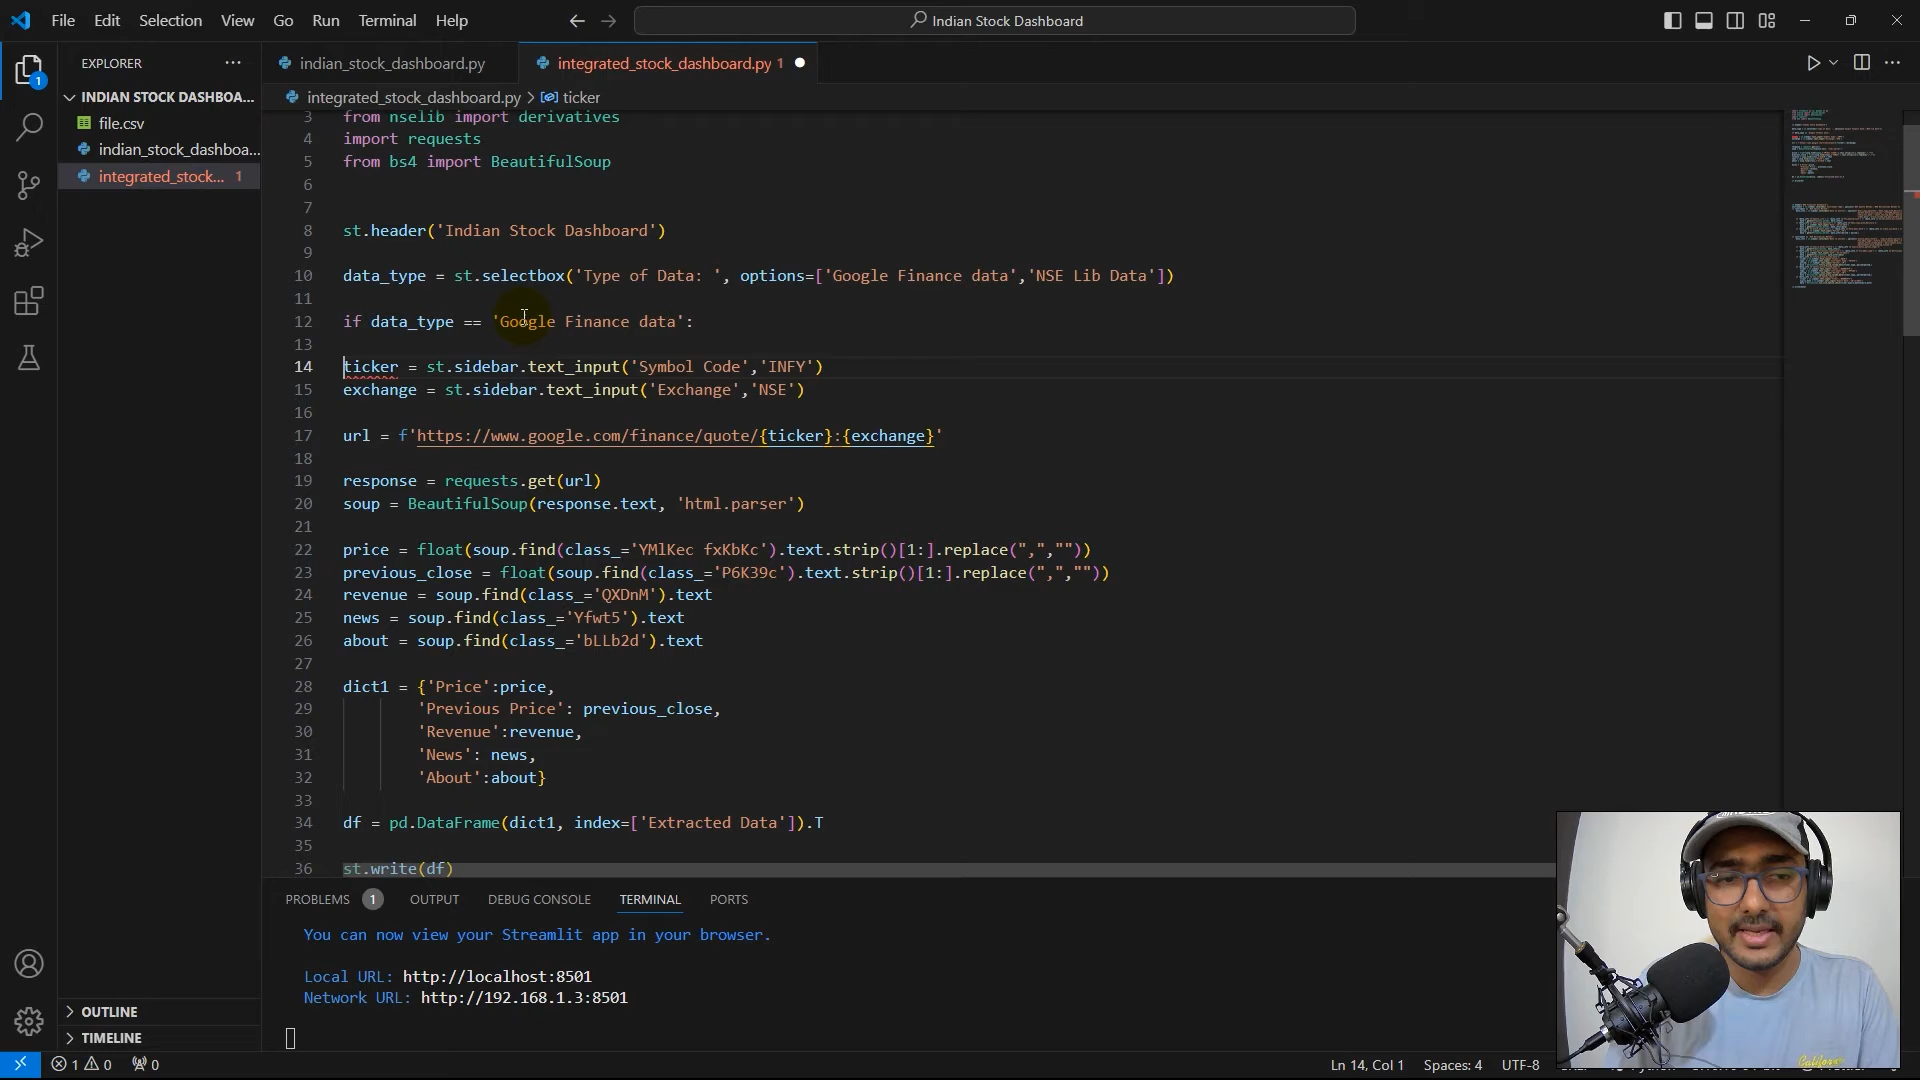 File Edit Selection View Go Run Terminal Help
Indian Stock Dashboard
EXPLORER
INDIAN STOCK DASHBOA...
file.csv
indian_stock_dashboa...
integrated_stock... 1
1
OUTLINE
TIMELINE
indian_stock_dashboard.py
integrated_stock_dashboard.py 1
integrated_stock_dashboard.py > ticker
3 from nselib import derivatives
4 import requests
5 from bs4 import BeautifulSoup
6
7
8 st.header('Indian Stock Dashboard')
9
10 data_type = st.selectbox('Type of Data: ', options=['Google Finance data','NSE Lib Data'])
11
12 if data_type == 'Google Finance data':
13
14 ticker = st.sidebar.text_input('Symbol Code','INFY')
15 exchange = st.sidebar.text_input('Exchange','NSE')
16
17 url = f'https://www.google.com/finance/quote/{ticker}:{exchange}'
18
19 response = requests.get(url)
20 soup = BeautifulSoup(response.text, 'html.parser')
21
22 price = float(soup.find(class_='YMlKec fxKbKc').text.strip()[1:].replace(",",""))
23 previous_close = float(soup.find(class_='P6K39c').text.strip()[1:].replace(",",""))
24 revenue = soup.find(class_='QXDnM').text
25 news = soup.find(class_='Yfwt5').text
26 about = soup.find(class_='bLLb2d').text
27
28 dict1 = {'Price':price,
29 'Previous Price': previous_close,
30 'Revenue':revenue,
31 'News': news,
32 'About':about}
33
34 df = pd.DataFrame(dict1, index=['Extracted Data']).T
35
36 st.write(df)
PROBLEMS 1 OUTPUT DEBUG CONSOLE TERMINAL PORTS
You can now view your Streamlit app in your browser.
Local URL: http://localhost:8501
Network URL: http://192.168.1.3:8501
1 0 0
Ln 14, Col 1 Spaces: 4 UTF-8